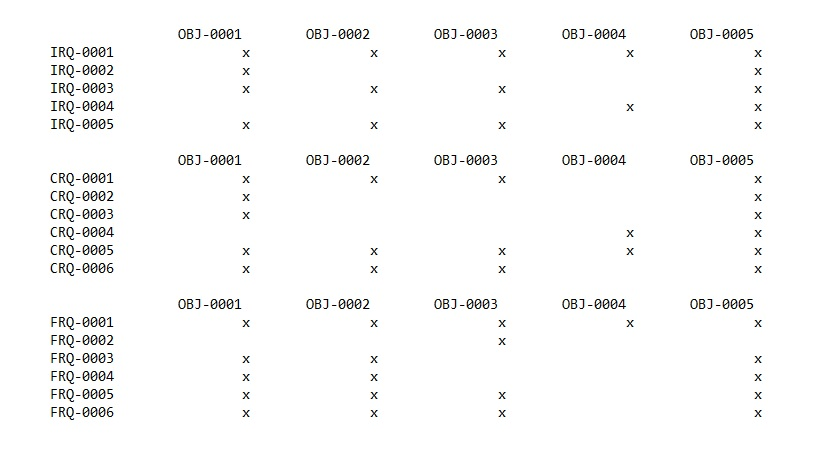 OBJ-0001        OBJ-0002        OBJ-0003        OBJ-0004        OBJ-0005
IRQ-0001                x               x               x               x               x
IRQ-0002                x                                                               x
IRQ-0003                x               x               x                               x
IRQ-0004                                                                x               x
IRQ-0005                x               x               x                               x

                OBJ-0001        OBJ-0002        OBJ-0003        OBJ-0004        OBJ-0005
CRQ-0001                x               x               x                               x
CRQ-0002                x                                                               x
CRQ-0003                x                                                               x
CRQ-0004                                                                x               x
CRQ-0005                x               x               x               x               x
CRQ-0006                x               x               x                               x

                OBJ-0001        OBJ-0002        OBJ-0003        OBJ-0004        OBJ-0005
FRQ-0001                x               x               x               x               x
FRQ-0002                                                x
FRQ-0003                x               x                                               x
FRQ-0004                x               x                                               x
FRQ-0005                x               x               x                               x
FRQ-0006                x               x               x                               x